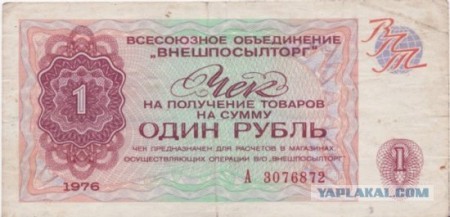 ВСЕСОЮЗНОЕ ОБЪЕДИНЕНИЕ
„ВНЕШПОСЫЛТОРГ"
ВПТ
Чек
НА ПОЛУЧЕНИЕ ТОВАРОВ
НА СУММУ
ОДИН РУБЛЬ
ЧЕК ПРЕДНАЗНАЧЕН ДЛЯ РАСЧЕТОВ В МАГАЗИНАХ,
ОСУЩЕСТВЛЯЮЩИХ ОПЕРАЦИИ В/О „ВНЕШПОСЫЛТОРГ"
1
1
1976
А 3076872
YAPLAKAL.COM